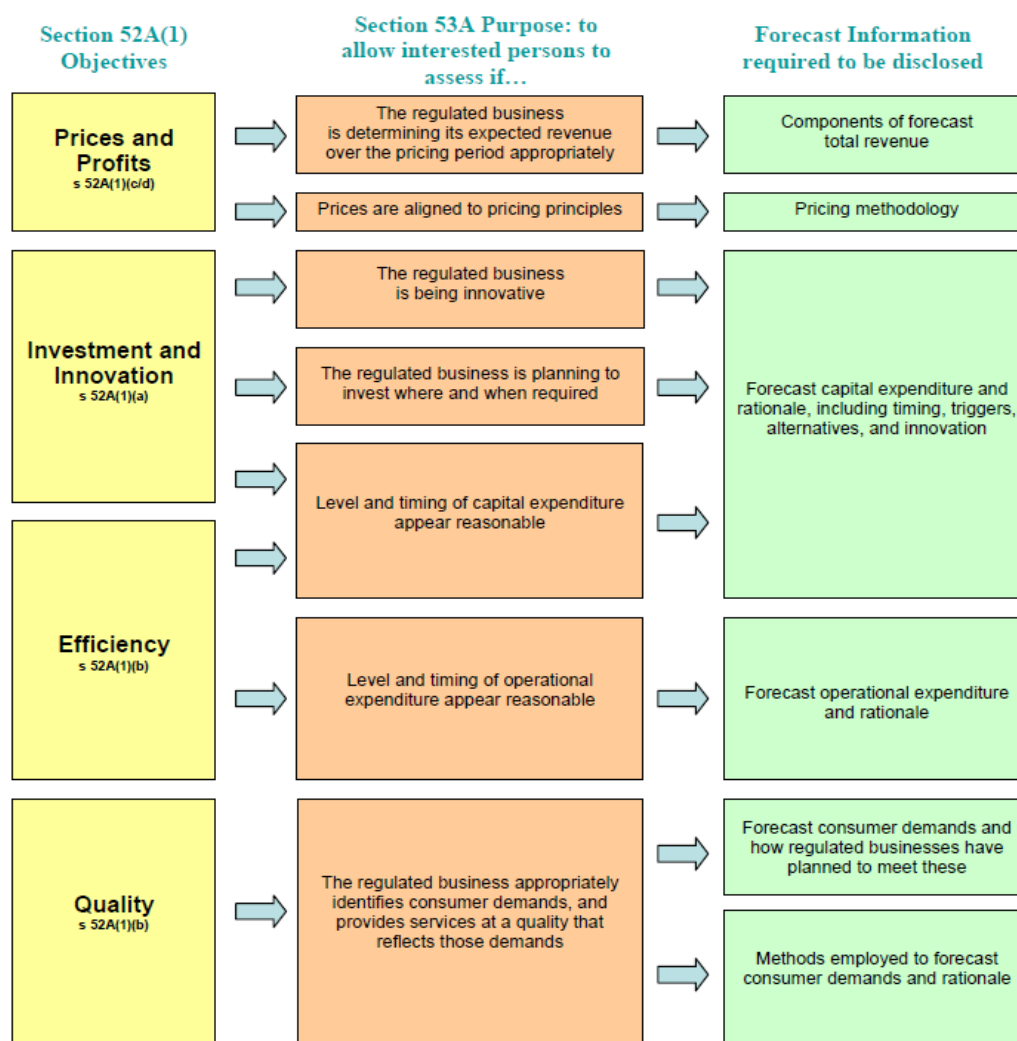 Section 52A(1)
Objectives
Section 53A Purpose: to
allow interested persons to
assess if…
Forecast Information
required to be disclosed
Prices and
Profits
s 52A(1)(c/d)
The regulated business
is determining its expected revenue
over the pricing period appropriately
Components of forecast
total revenue
Prices are aligned to pricing principles
Pricing methodology
Investment and
Innovation
s 52A(1)(a)
The regulated business
is being innovative
The regulated business is planning to
invest where and when required
Level and timing of capital expenditure
appear reasonable
Forecast capital expenditure and
rationale, including timing, triggers,
alternatives, and innovation
Efficiency
s 52A(1)(b)
Level and timing of operational
expenditure appear reasonable
Forecast operational expenditure
and rationale
Quality
s 52A(1)(b)
The regulated business appropriately
identifies consumer demands, and
provides services at a quality that
reflects those demands
Forecast consumer demands and
how regulated businesses have
planned to meet these
Methods employed to forecast
consumer demands and rationale